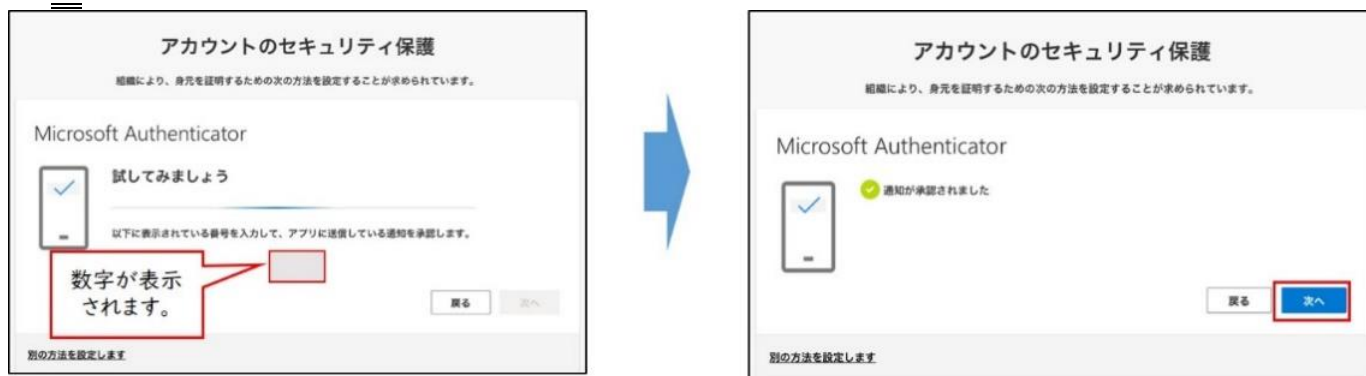 アカウントのセキュリティ保護
組織により、身元を証明するための次の方法を設定することが求められています。
Microsoft Authenticator
試してみましょう
以下に表示されている番号を入力して、アプリに送信している通知を承認します。
数字が表示
されます。
戻る
次へ
別の方法を設定します
アカウントのセキュリティ保護
組織により、身元を証明するための次の方法を設定することが求められています。
Microsoft Authenticator
通知が承認されました
戻る
次へ
別の方法を設定します